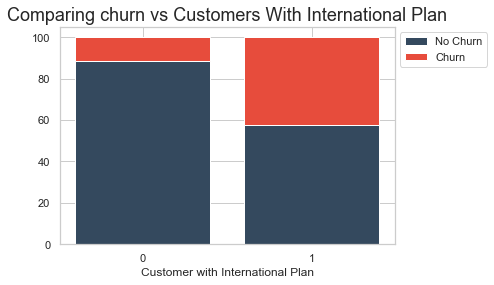 Comparing churn vs Customers With International Plan
100
80
60
40
20
0
No Churn
Churn
0 1
Customer with International Plan